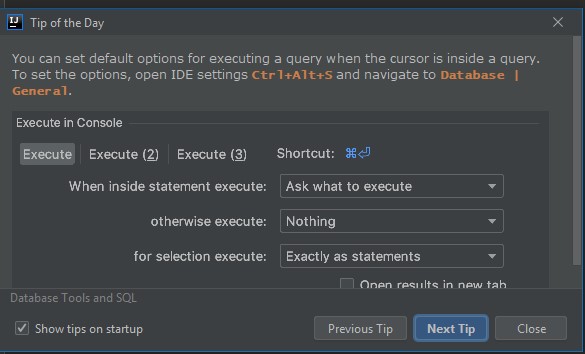 IJ
Tip of the Day
You can set default options for executing a query when the cursor is inside a query.
To set the options, open IDE settings Ctrl+Alt+S and navigate to Database |
General.
Execute in Console
Execute Execute (2) Execute (3) Shortcut: ⌘⏎
When inside statement execute: Ask what to execute
otherwise execute: Nothing
for selection execute: Exactly as statements
Open results in new tab
Database Tools and SQL
Show tips on startup Previous Tip Next Tip Close